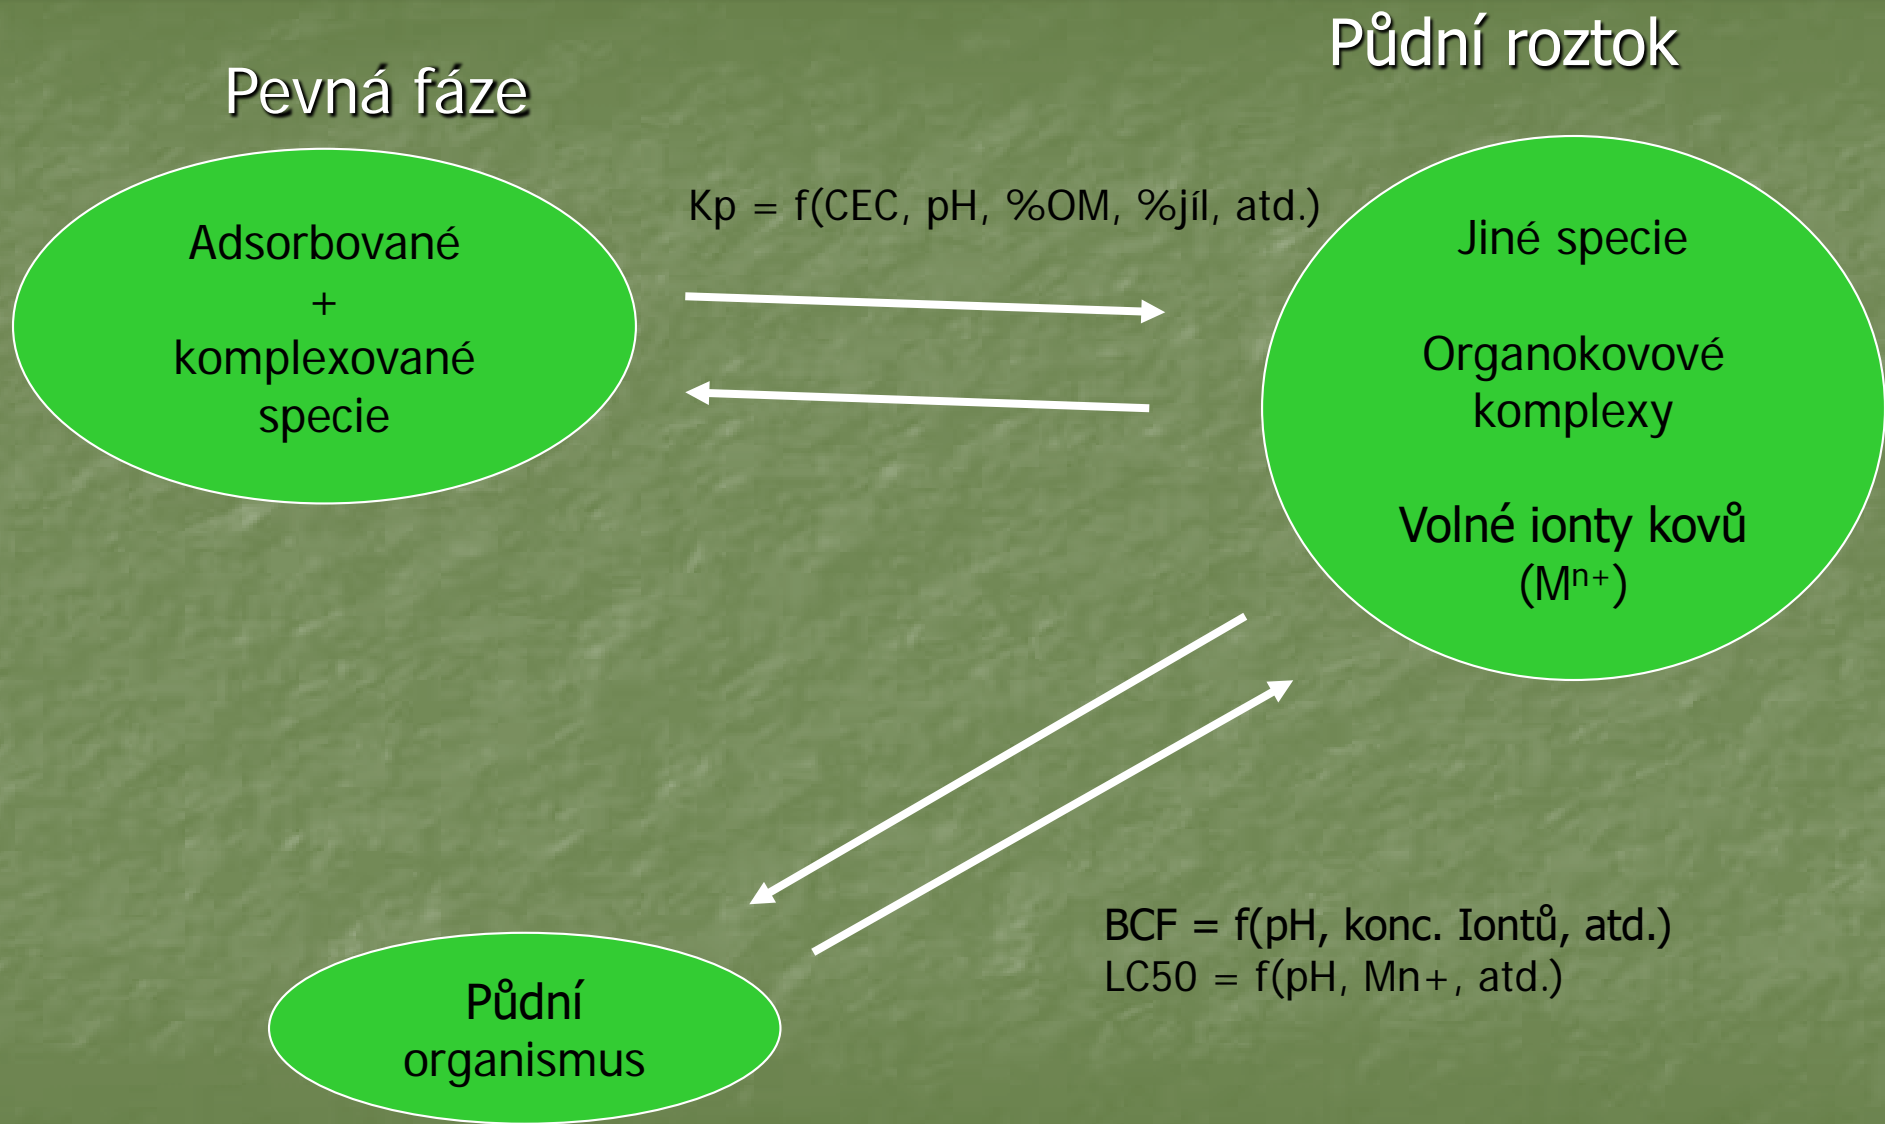 Půdní roztok
Pevná fáze
Kp = f(CEC, pH, %OM, %jíl, atd.)
Adsorbované
+
komplexované
specie
Jiné specie
Organokovové
komplexy
Volné ionty kovů
(Mⁿ⁺)
BCF = f(pH, konc. Iontů, atd.)
LC50 = f(pH, Mn+, atd.)
Půdní
organismus